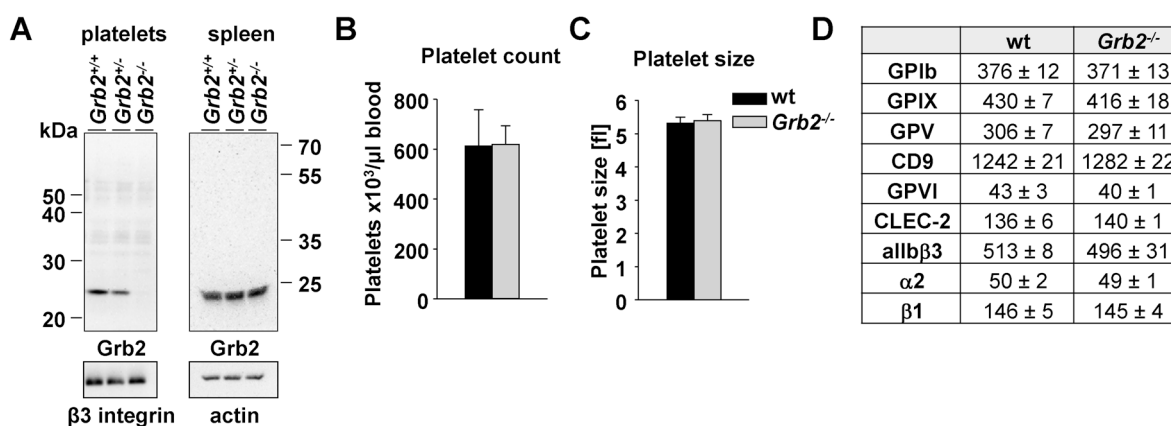 A
platelets
spleen
Grb2+/+
Grb2+/-
Grb2-/-
Grb2+/+
Grb2+/-
Grb2-/-
kDa
50
40
30
20
70
55
35
25
Grb2
Grb2
β3 integrin
actin
B
Platelet count
Platelets x10³/µl blood
800
600
400
200
0
C
Platelet size
Platelet size [fl]
6
5
4
3
2
1
0
wt
Grb2-/-
D
wt Grb2-/-
GPIb 376 ± 12 371 ± 13
GPIX 430 ± 7 416 ± 18
GPV 306 ± 7 297 ± 11
CD9 1242 ± 21 1282 ± 22
GPVI 43 ± 3 40 ± 1
CLEC-2 136 ± 6 140 ± 1
aIIbβ3 513 ± 8 496 ± 31
α2 50 ± 2 49 ± 1
β1 146 ± 5 145 ± 4